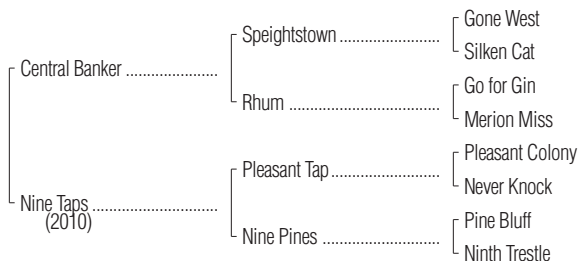 Gone West
Speightstown
Silken Cat
Central Banker
Go for Gin
Rhum
Merion Miss
Pleasant Colony
Pleasant Tap
Never Knock
Nine Taps
(2010)
Pine Bluff
Nine Pines
Ninth Trestle